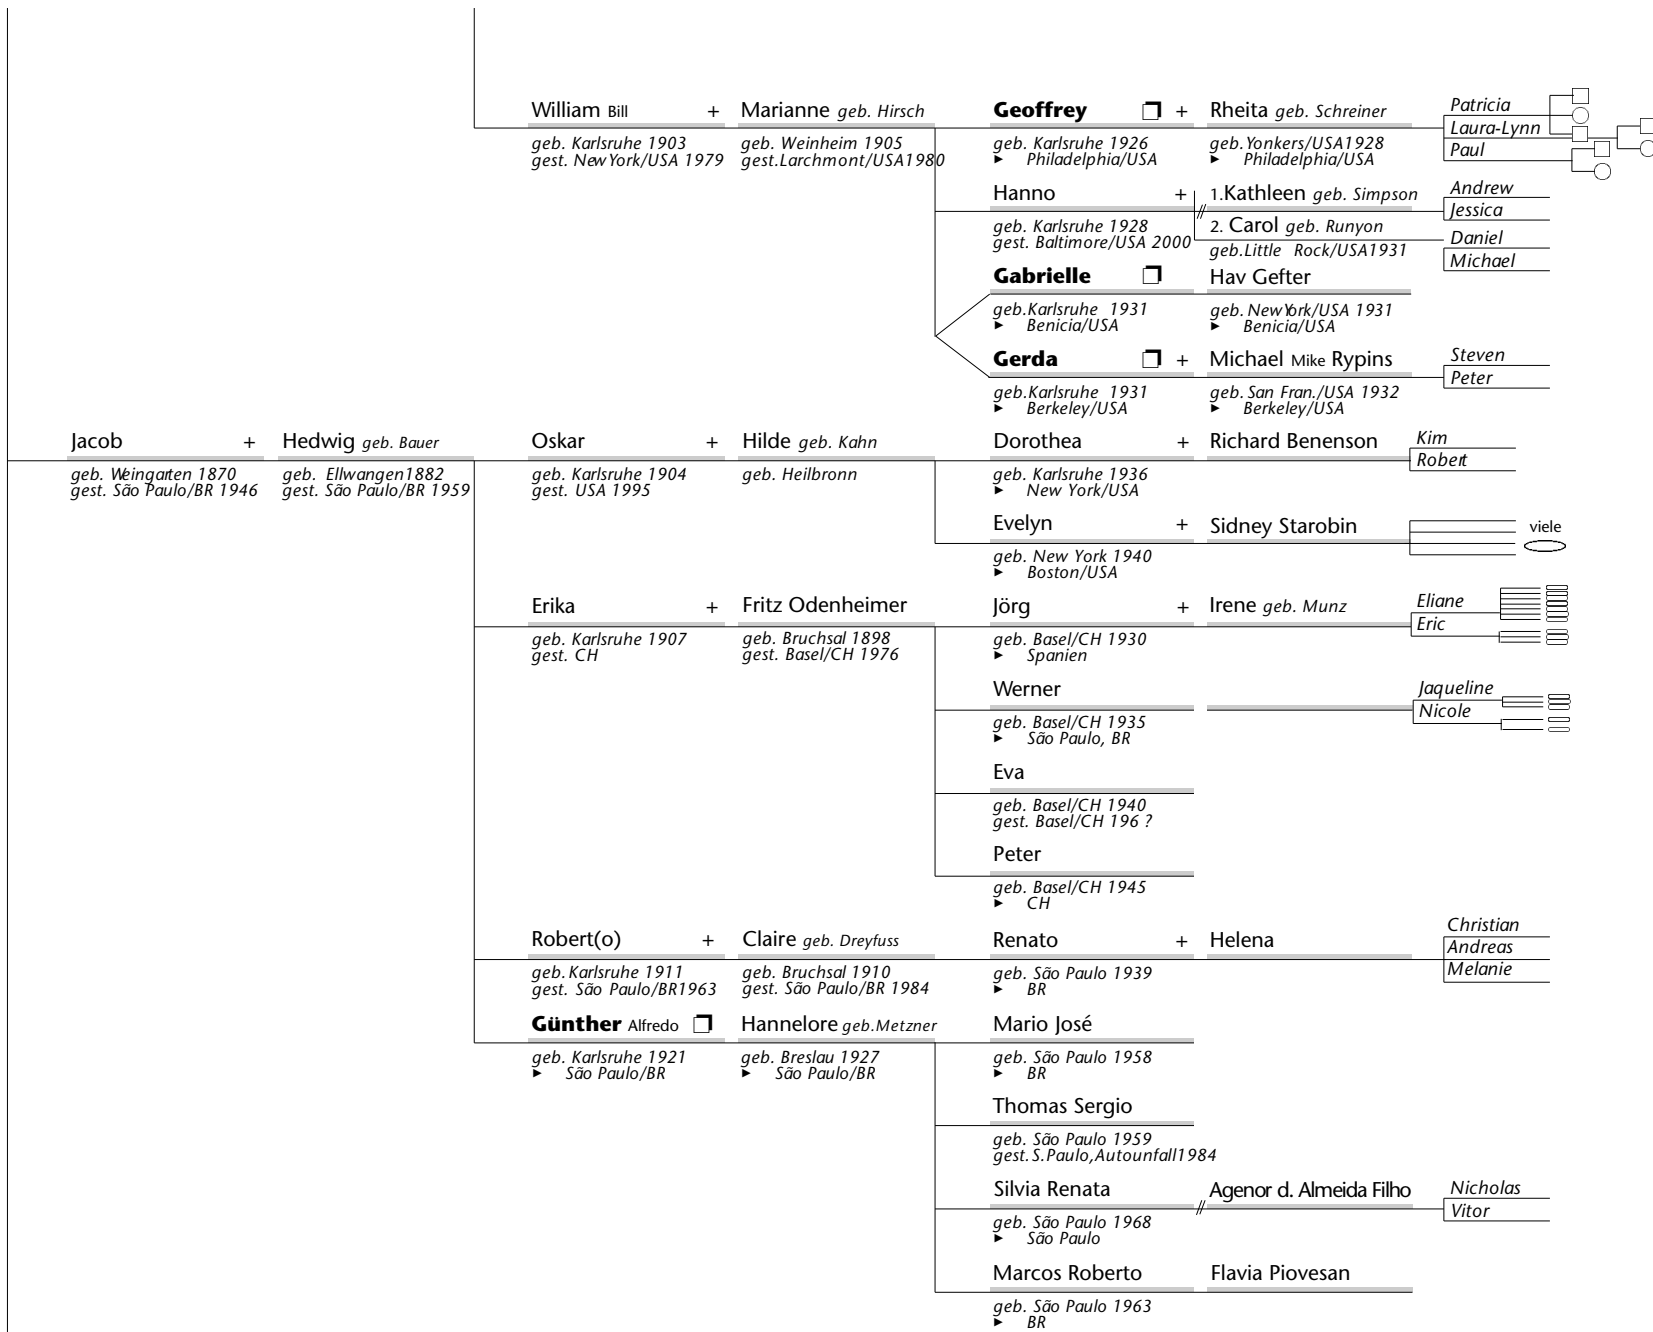 William Bill + Marianne geb. Hirsch Geoffrey + Rheita geb. Schreiner Patricia
Laura-Lynn
geb. Karlsruhe 1903 geb. Weinheim 1905 geb. Karlsruhe 1926 geb.Yonkers/USA1928 Paul
gest. NewYork/USA 1979 gest.Larchmont/USA1980 ► Philadelphia/USA ► Philadelphia/USA
Hanno + 1.Kathleen geb. Simpson Andrew
Jessica
geb. Karlsruhe 1928 2. Carol geb. Runyon Daniel
gest. Baltimore/USA 2000 geb.Little Rock/USA1931 Michael
Gabrielle Hav Gefter
geb.Karlsruhe 1931 geb. NewYork/USA 1931
► Benicia/USA ► Benicia/USA
Gerda + Michael Mike Rypins Steven
Peter
geb.Karlsruhe 1931 geb. San Fran./USA 1932
► Berkeley/USA ► Berkeley/USA
Jacob + Hedwig geb. Bauer Oskar + Hilde geb. Kahn Dorothea + Richard Benenson Kim
Robert
geb. Weingarten 1870 geb. Ellwangen1882 geb. Karlsruhe 1904 geb. Heilbronn geb. Karlsruhe 1936
gest. São Paulo/BR 1946 gest. São Paulo/BR 1959 gest. USA 1995 ► New York/USA
Evelyn + Sidney Starobin viele
geb. New York 1940
► Boston/USA
Erika + Fritz Odenheimer Jörg + Irene geb. Munz Eliane
Eric
geb. Karlsruhe 1907 geb. Bruchsal 1898 geb. Basel/CH 1930
gest. CH gest. Basel/CH 1976 ► Spanien
Werner Jaqueline
Nicole
geb. Basel/CH 1935
► São Paulo, BR
Eva
geb. Basel/CH 1940
gest. Basel/CH 196 ?
Peter
geb. Basel/CH 1945
► CH
Christian
Robert(o) + Claire geb. Dreyfuss Renato + Helena Andreas
geb. Karlsruhe 1911 geb. Bruchsal 1910 geb. São Paulo 1939 Melanie
gest. São Paulo/BR1963 gest. São Paulo/BR 1984 ► BR
Günther Alfredo Hannelore geb.Metzner Mario José
geb. Karlsruhe 1921 geb. Breslau 1927 geb. São Paulo 1958
► São Paulo/BR ► São Paulo/BR ► BR
Thomas Sergio
geb. São Paulo 1959
gest.S.Paulo,Autounfall1984
Silvia Renata Agenor d. Almeida Filho Nicholas
Vitor
geb. São Paulo 1968
► São Paulo
Marcos Roberto Flavia Piovesan
geb. São Paulo 1963
► BR